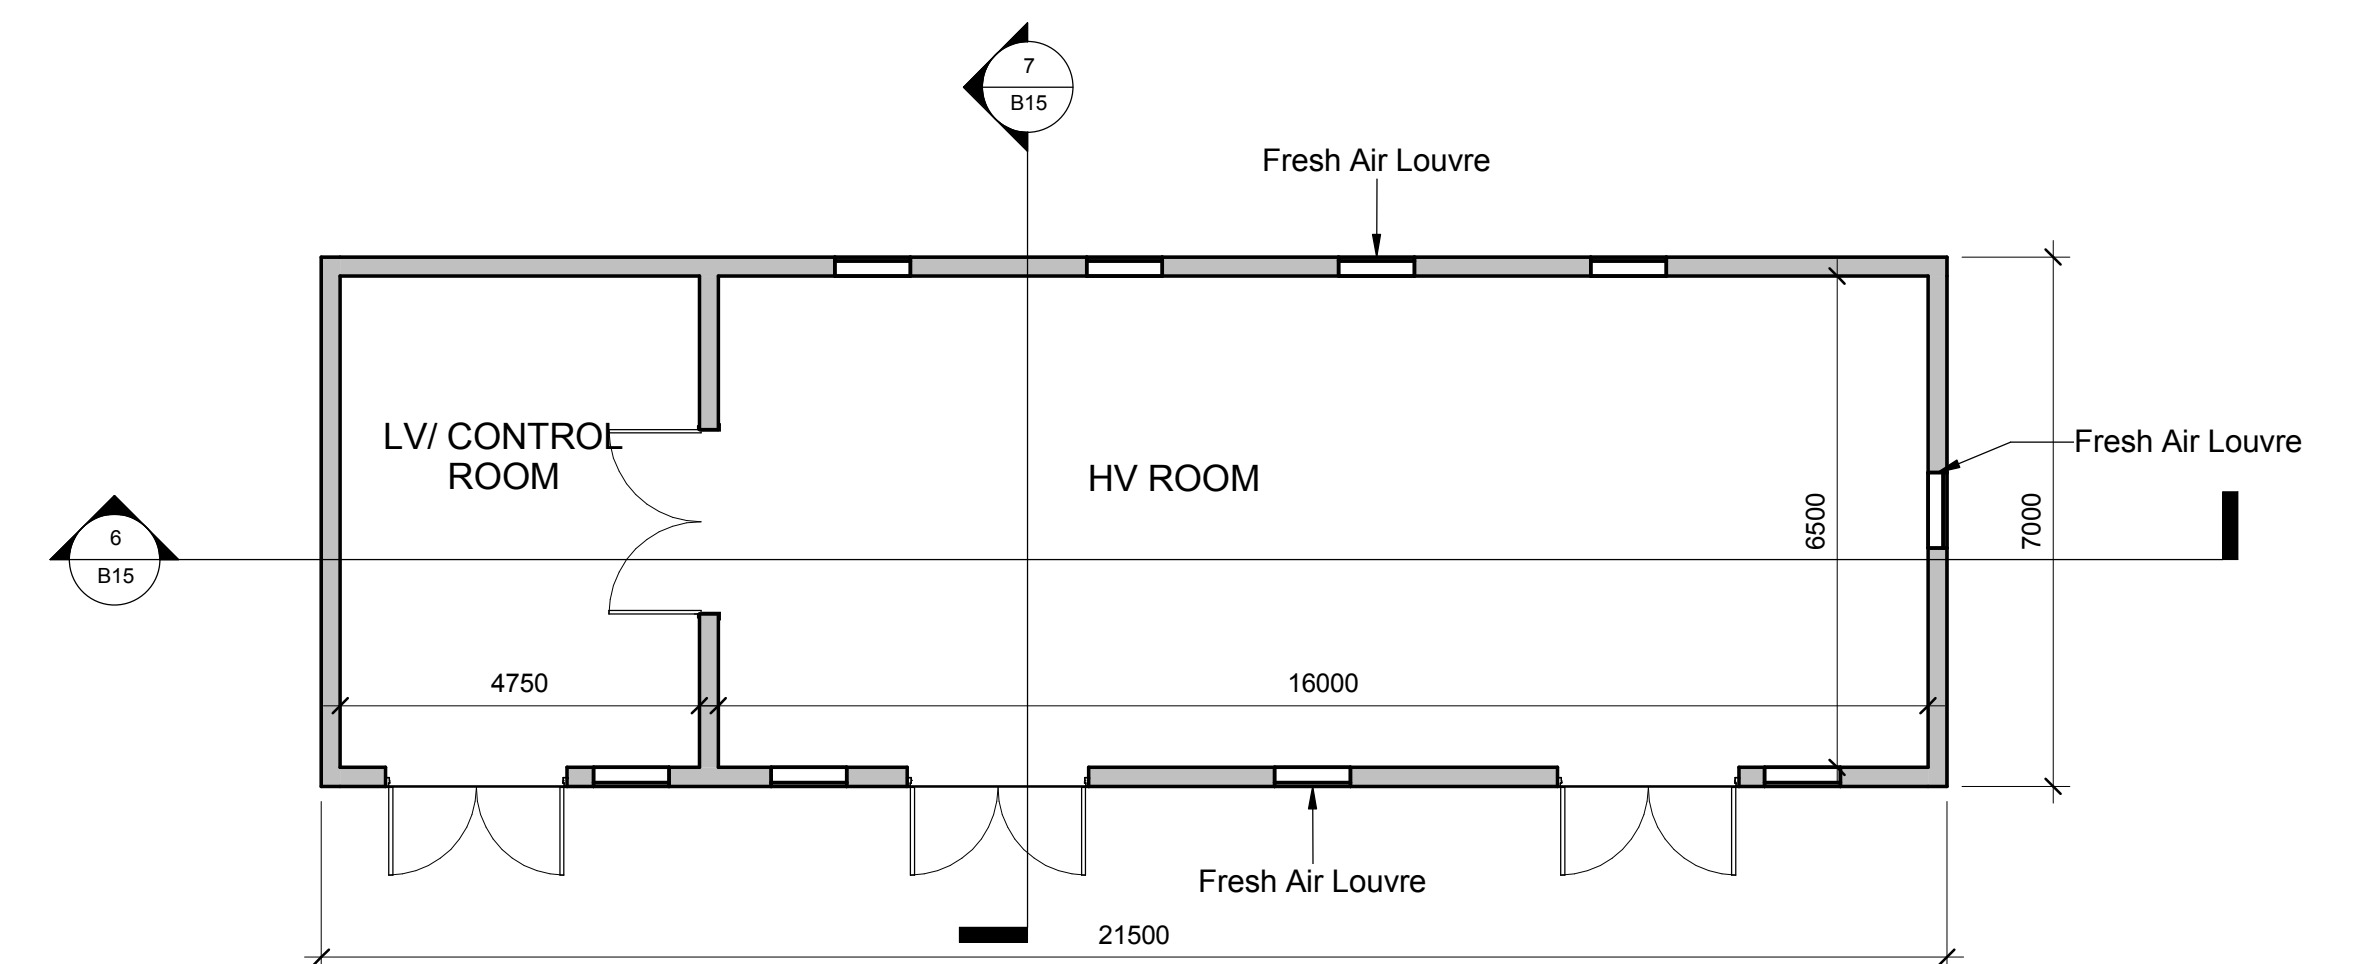 7
B15
Fresh Air Louvre
LV/ CONTROL
ROOM
HV ROOM
Fresh Air Louvre
6500
7000
6
B15
4750
16000
Fresh Air Louvre
21500